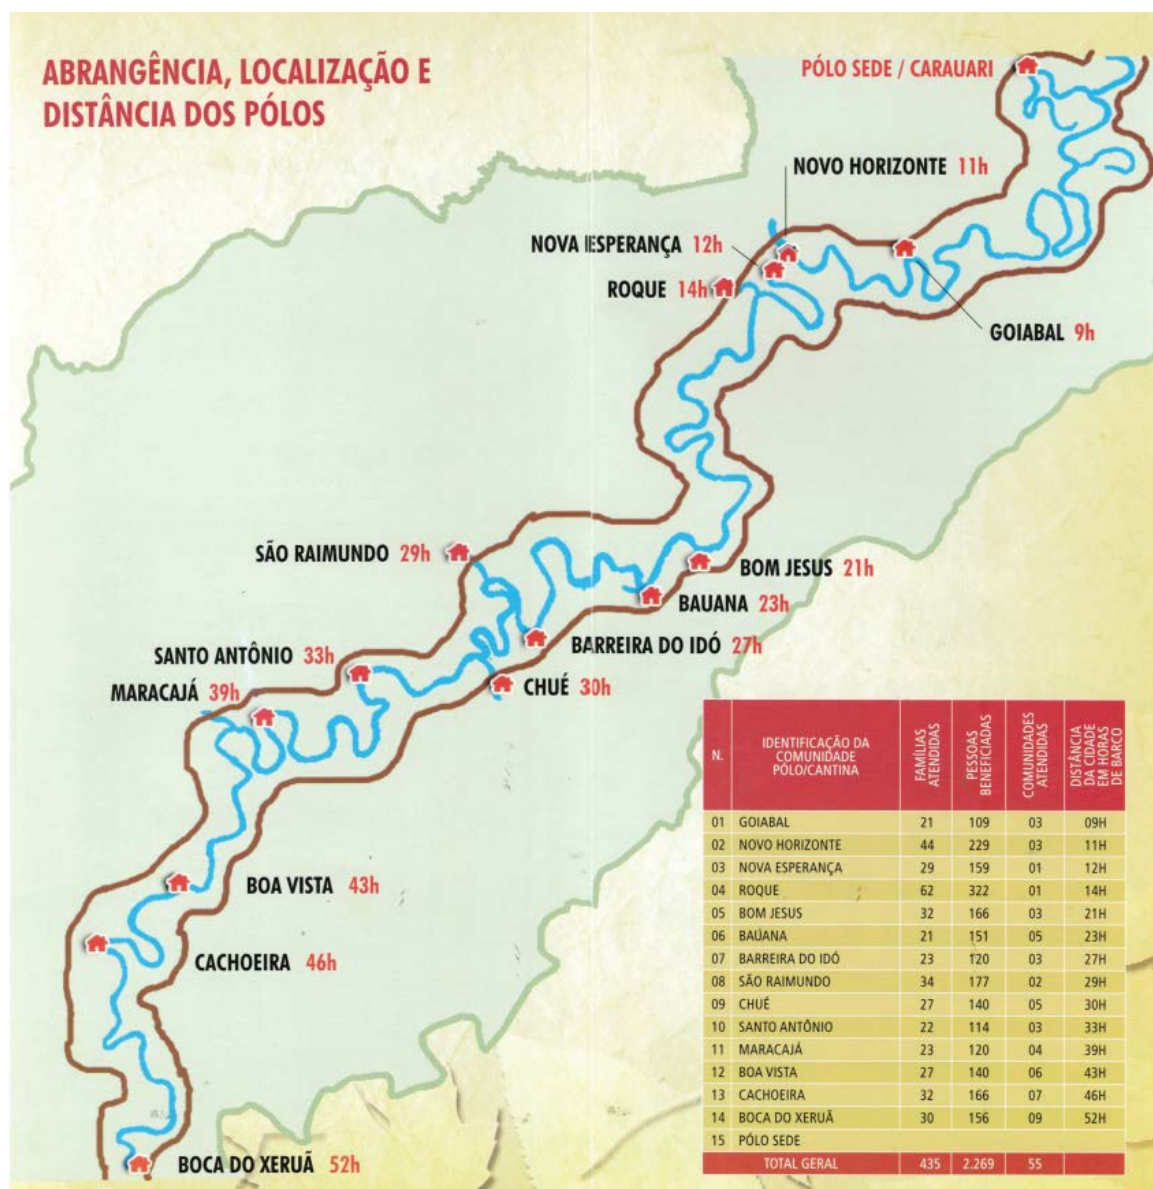 ABRANGÊNCIA, LOCALIZAÇÃO E
DISTÂNCIA DOS PÓLOS
PÓLO SEDE / CARAUARI
NOVO HORIZONTE 11h
NOVA ESPERANÇA 12h
ROQUE 14h
GOIABAL 9h
SÃO RAIMUNDO 29h
BOM JESUS 21h
BAUANA 23h
BARREIRA DO IDÓ 27h
SANTO ANTÔNIO 33h
CHUÉ 30h
MARACAJÁ 39h
BOA VISTA 43h
CACHOEIRA 46h
BOCA DO XERUÃ 52h
N.
IDENTIFICAÇÃO DA
COMUNIDADE
PÓLO/CANTINA
FAMÍLIAS
ATENDIDAS
PESSOAS
BENEFICIADAS
COMUNIDADES
ATENDIDAS
DISTÂNCIA
DA CIDADE
EM HORAS
DE BARCO
01 GOIABAL 21 109 03 09H
02 NOVO HORIZONTE 44 229 03 11H
03 NOVA ESPERANÇA 29 159 01 12H
04 ROQUE 62 322 01 14H
05 BOM JESUS 32 166 03 21H
06 BAÚANA 21 151 05 23H
07 BARREIRA DO IDÓ 23 120 03 27H
08 SÃO RAIMUNDO 34 177 02 29H
09 CHUÉ 27 140 05 30H
10 SANTO ANTÔNIO 22 114 03 33H
11 MARACAJÁ 23 120 04 39H
12 BOA VISTA 27 140 06 43H
13 CACHOEIRA 32 166 07 46H
14 BOCA DO XERUÃ 30 156 09 52H
15 PÓLO SEDE
TOTAL GERAL 435 2.269 55